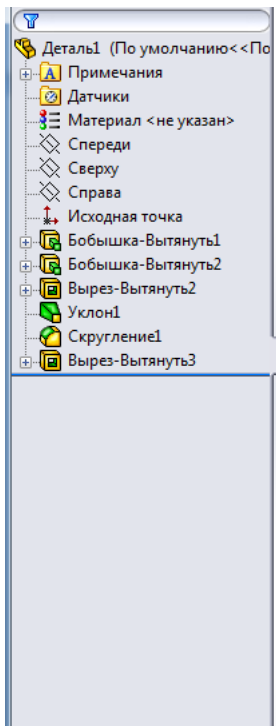 Деталь1 (По умолчанию<<По
Примечания
Датчики
Материал <не указан>
Спереди
Сверху
Справа
Исходная точка
Бобышка-Вытянуть1
Бобышка-Вытянуть2
Вырез-Вытянуть2
Уклон1
Скругление1
Вырез-Вытянуть3